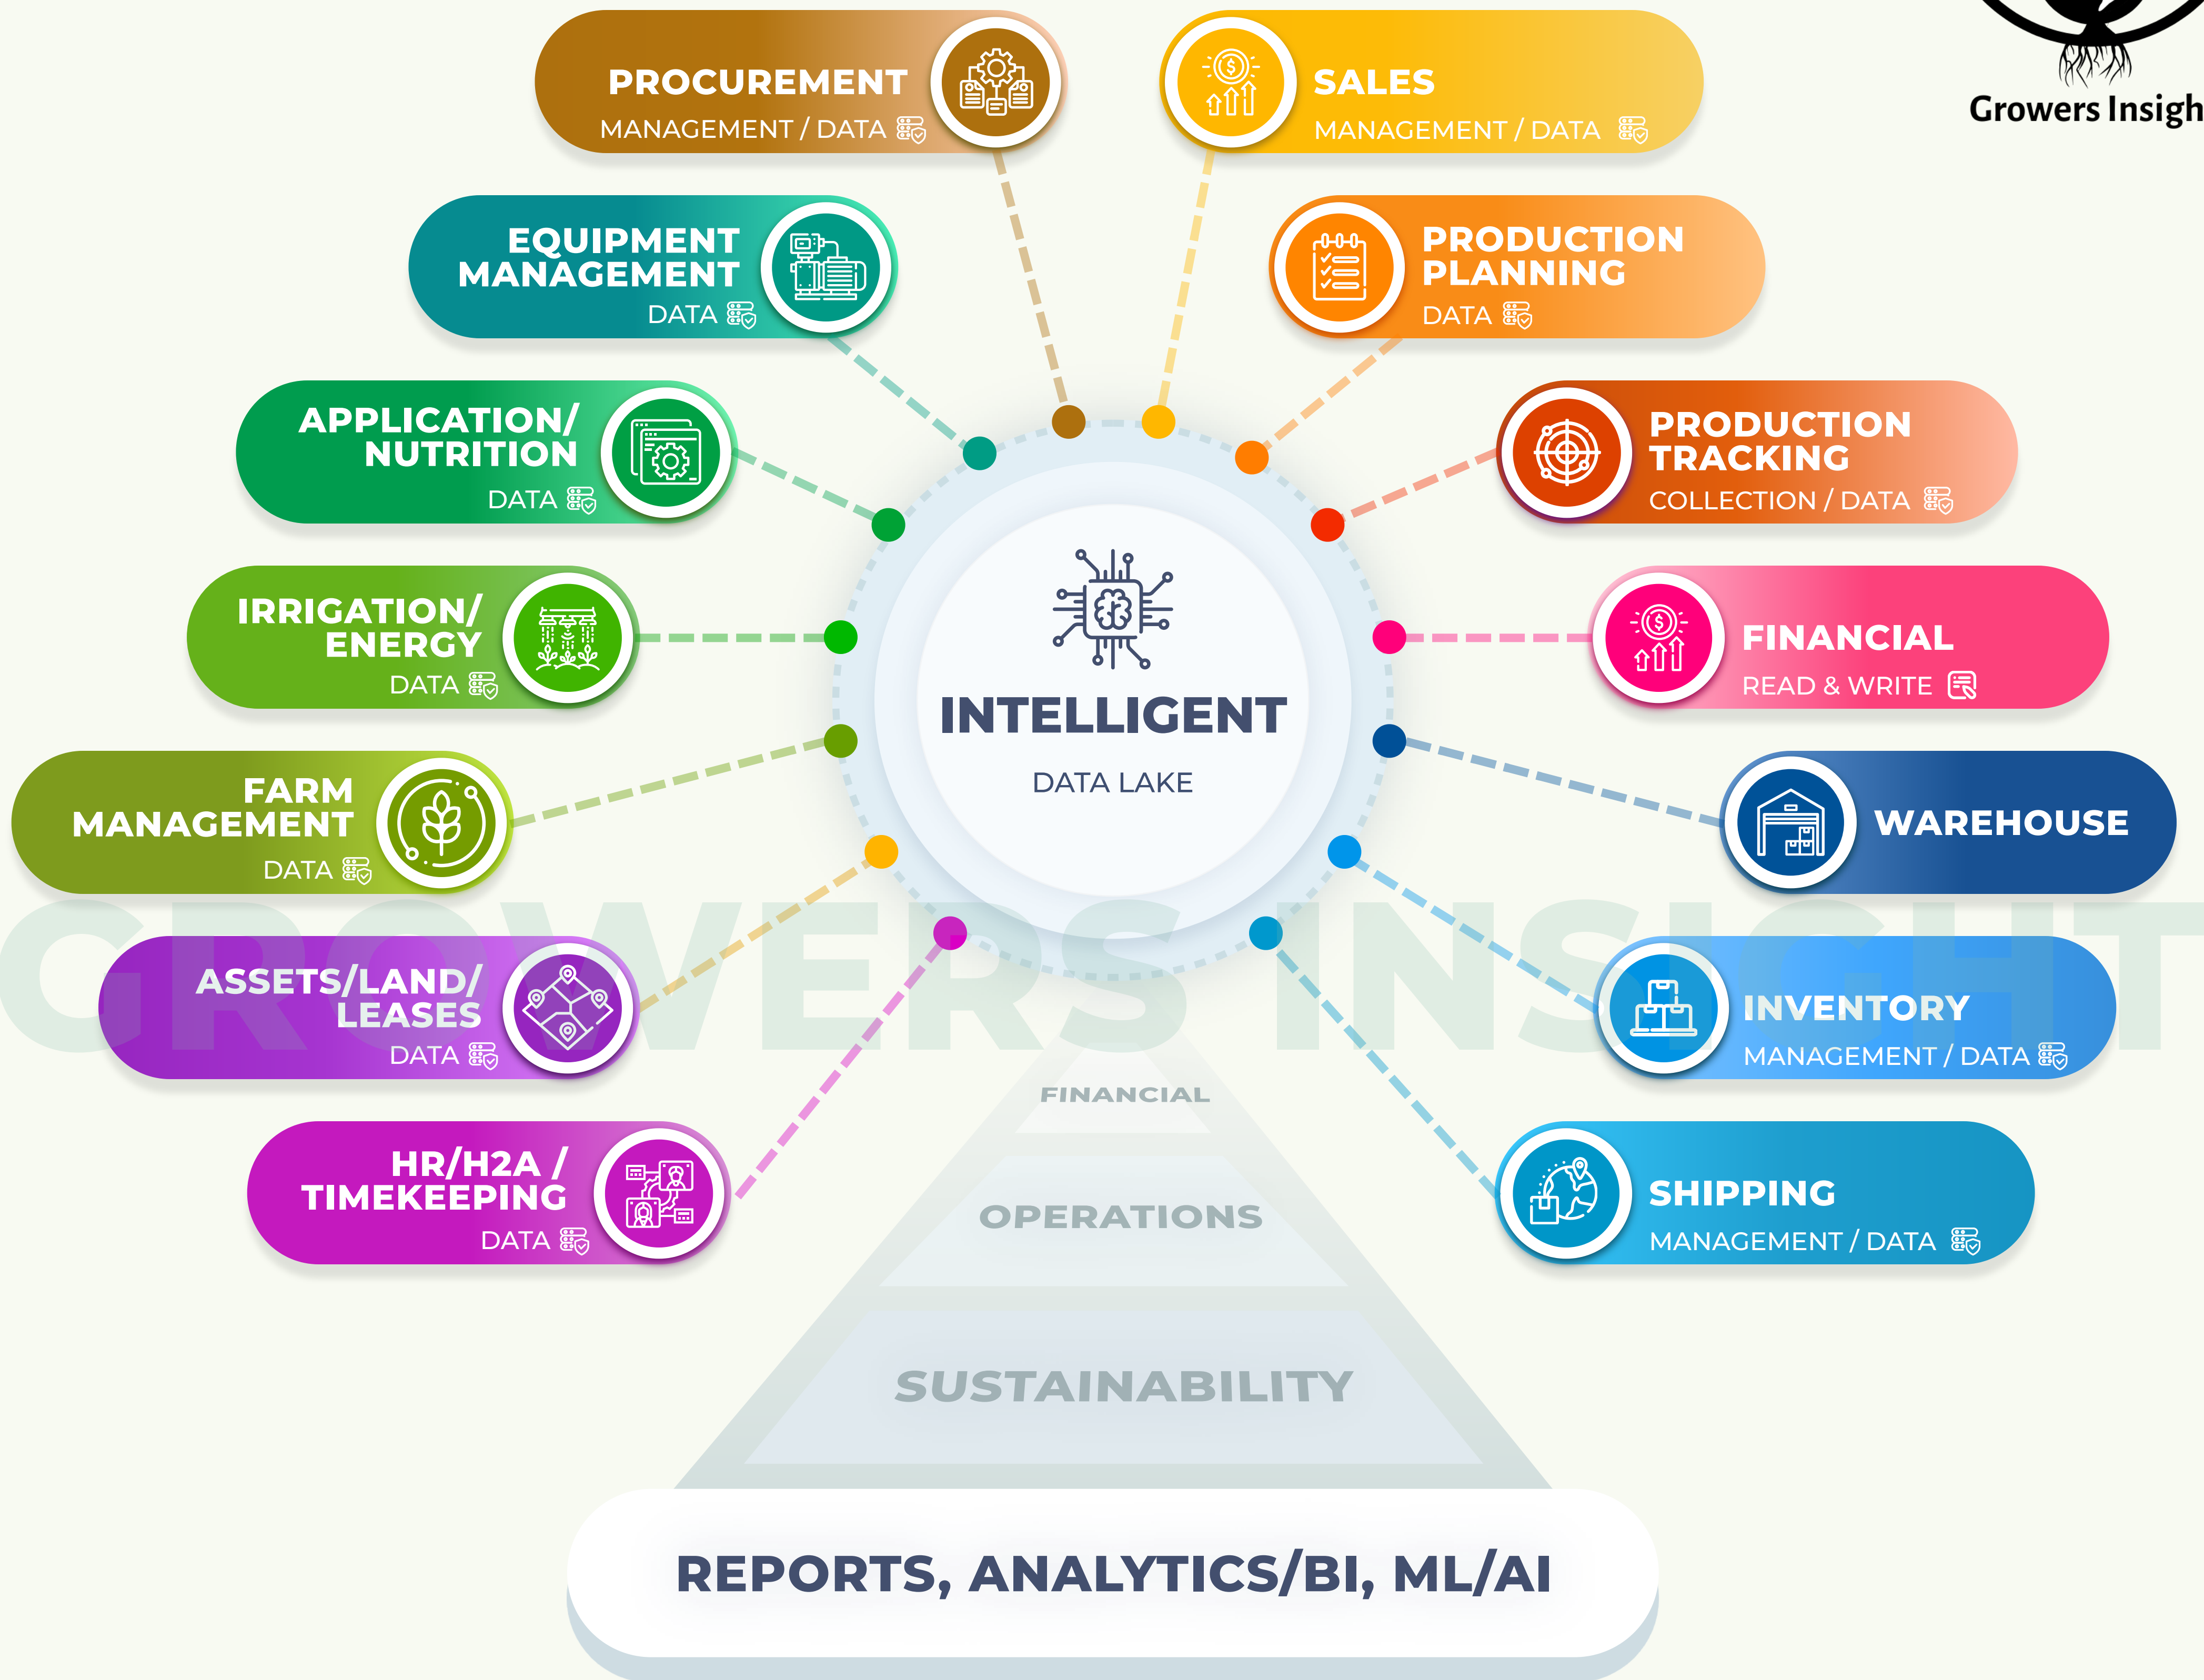 PROCUREMENT
MANAGEMENT / DATA
SALES
MANAGEMENT / DATA
Growers Insigh
EQUIPMENT
MANAGEMENT
DATA
PRODUCTION
PLANNING
DATA
APPLICATION/
NUTRITION
DATA
PRODUCTION
TRACKING
COLLECTION / DATA
IRRIGATION/
ENERGY
DATA
FINANCIAL
READ & WRITE
INTELLIGENT
DATA LAKE
FARM
MANAGEMENT
DATA
WAREHOUSE
GROWERS INSIGHT
ASSETS/LAND/
LEASES
DATA
INVENTORY
MANAGEMENT / DATA
HR/H2A /
TIMEKEEPING
DATA
SHIPPING
MANAGEMENT / DATA
FINANCIAL
OPERATIONS
SUSTAINABILITY
REPORTS, ANALYTICS/BI, ML/AI